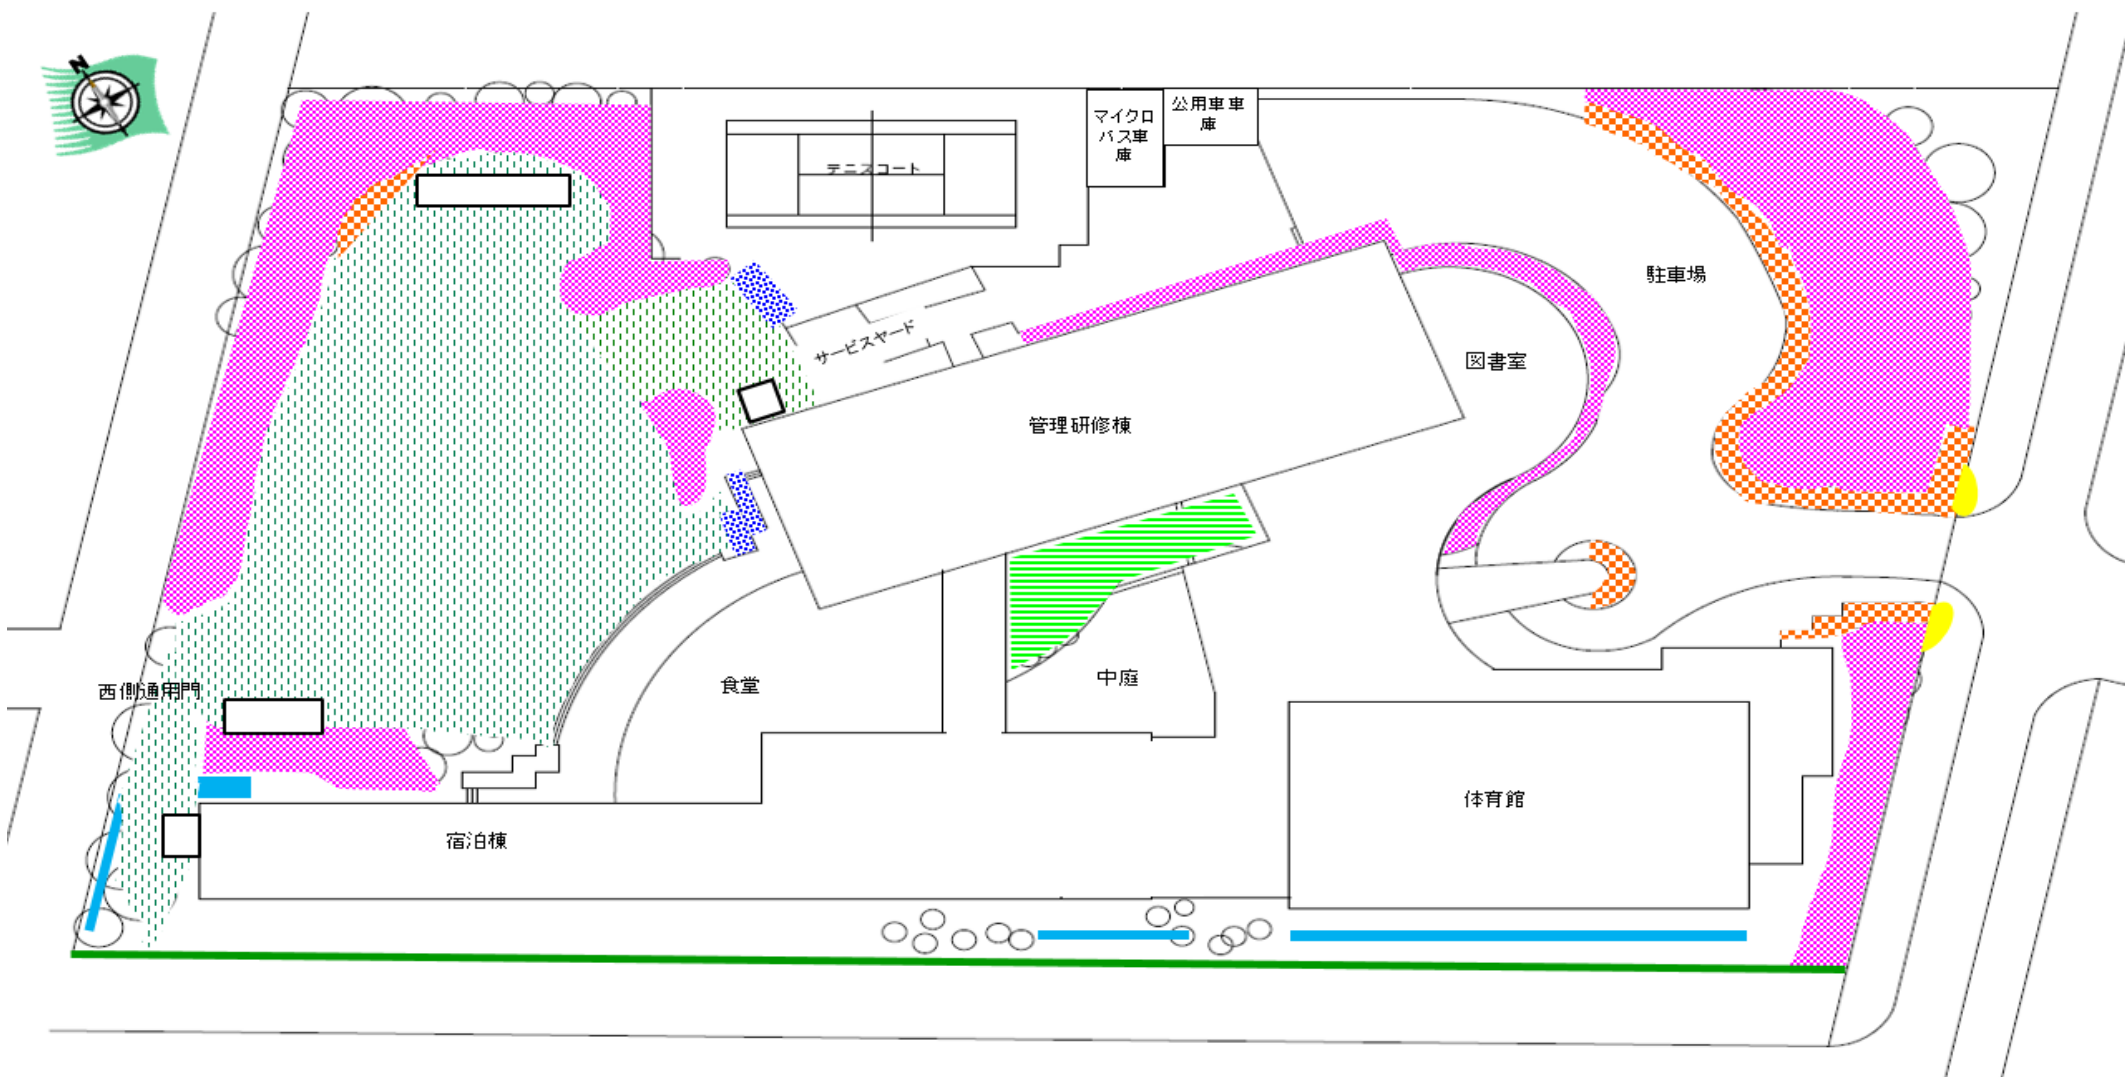 N
マイクロ
バス車
庫
公用車車
庫
テニスコート
駐車場
サービスヤード
図書室
管理研修棟
西側通用門
食堂
中庭
体育館
宿泊棟